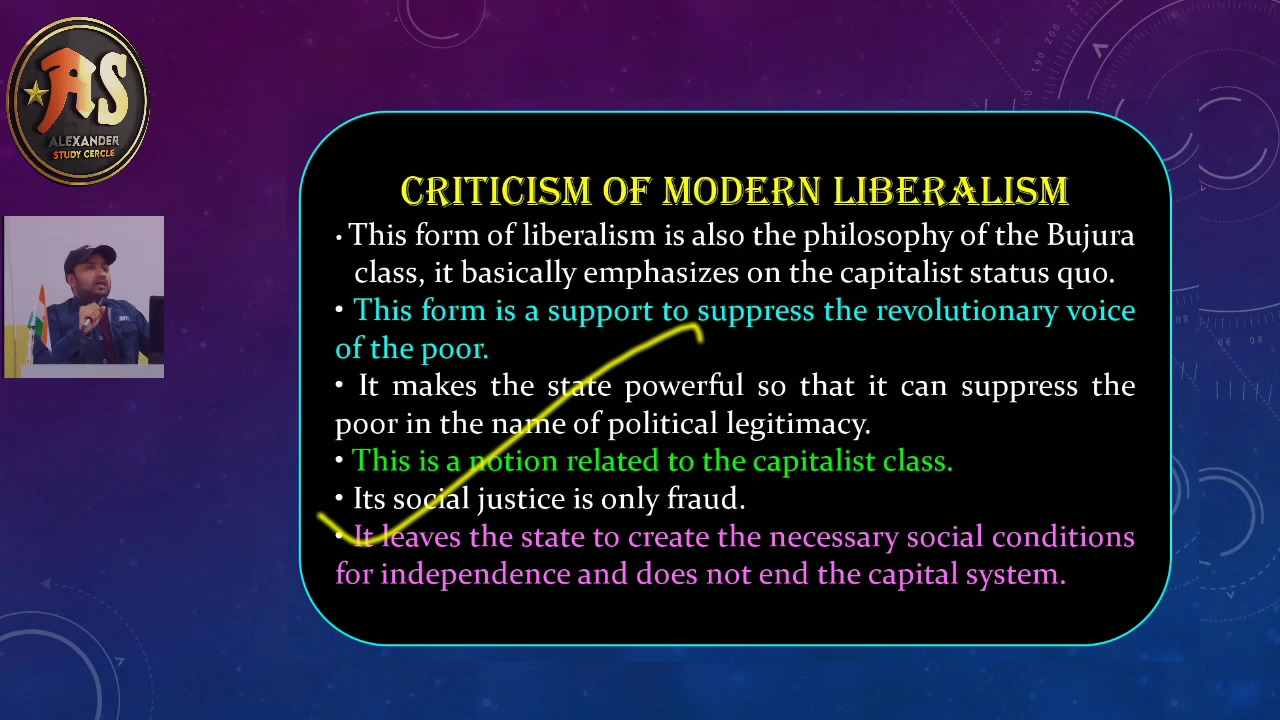 AS
ALEXANDER
STUDY CERCLE
CRITICISM OF MODERN LIBERALISM
• This form of liberalism is also the philosophy of the Bujura
class, it basically emphasizes on the capitalist status quo.
• This form is a support to suppress the revolutionary voice
of the poor.
• It makes the state powerful so that it can suppress the
poor in the name of political legitimacy.
• This is a notion related to the capitalist class.
• Its social justice is only fraud.
• It leaves the state to create the necessary social conditions
for independence and does not end the capital system.